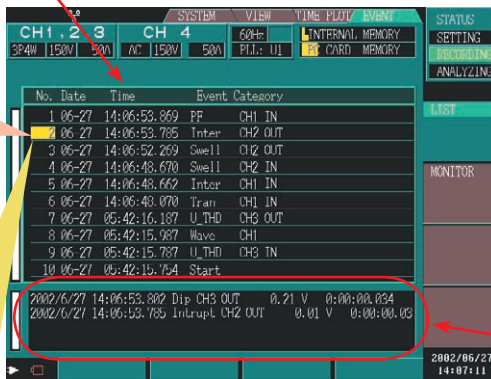 SYSTEM VIEW TIME PLOT EVENT
CH1,2,3 CH 4 60Hz INTERNAL MEMORY
3P4W 150V 50A AC 150V 50A PLL: U1 PC CARD MEMORY
STATUS
SETTING
RECORDING
ANALYZING
LIST
MONITOR
No. Date Time Event Category
1 06-27 14:06:53.869 PF CH1 IN
2 06-27 14:06:53.785 Inter CH2 OUT
3 06-27 14:06:52.269 Swell CH2 OUT
4 06-27 14:06:48.670 Swell CH2 IN
5 06-27 14:06:48.662 Inter CH1 IN
6 06-27 14:06:48.070 Tran CH1 IN
7 06-27 05:42:16.187 U_THD CH3 OUT
8 06-27 05:42:15.987 Wave CH1
9 06-27 05:42:15.787 U_THD CH3 IN
10 06-27 05:42:15.754 Start
2002/6/27 14:06:53.802 Dip CH3 OUT 0.21 V 0:00:00.034
2002/6/27 14:06:53.785 Intrupt CH2 OUT 0.01 V 0:00:00.03
2002/06/27
14:07:11